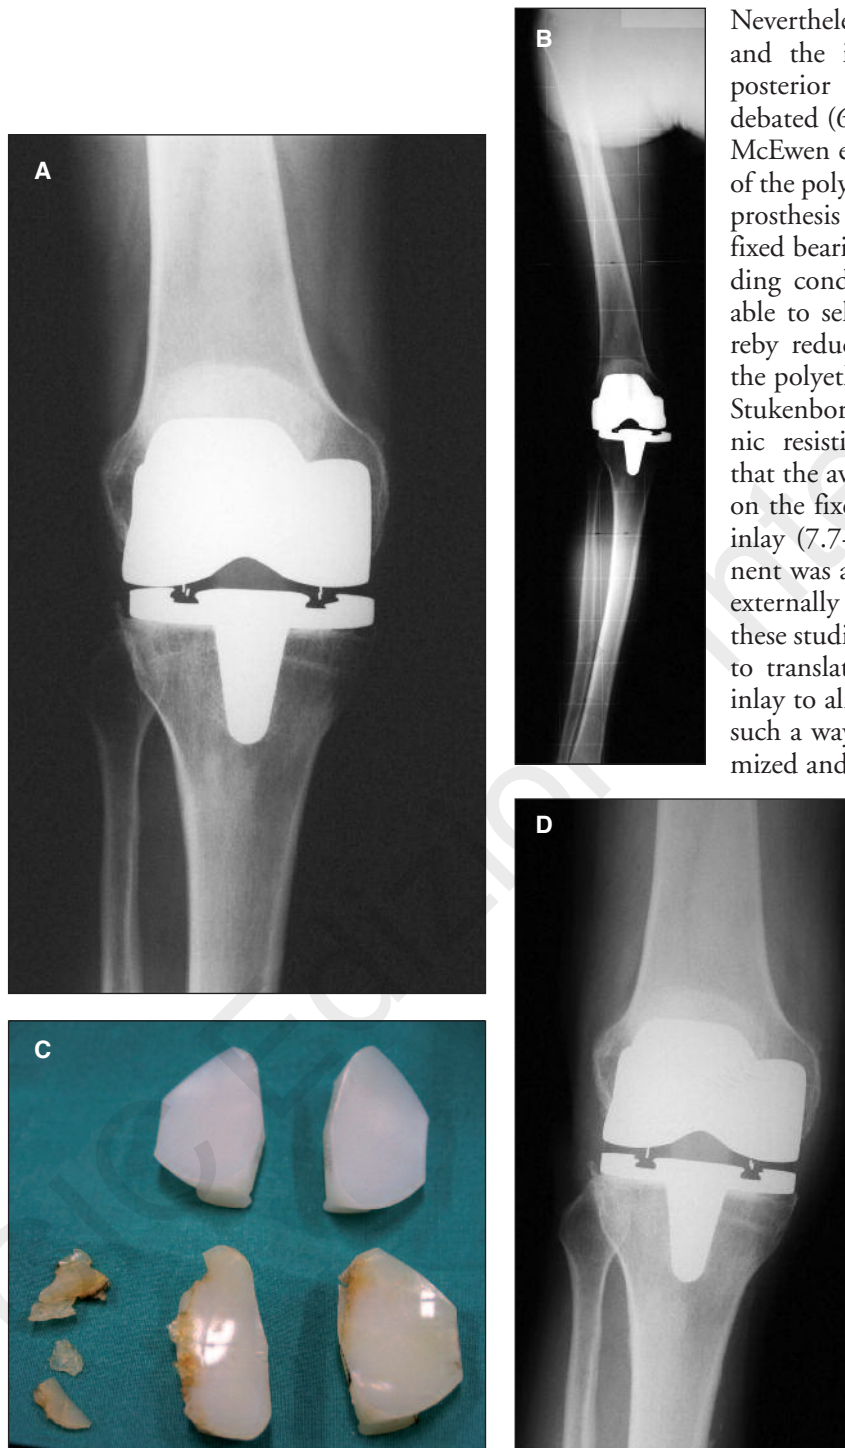 A
B
C
D
Neverthele
and the i
posterior
debated (6
McEwen e
of the poly
prosthesis
fixed beari
ding cond
able to sel
reby reduc
the polyeth
Stukenbor
nic resisti
that the av
on the fixe
inlay (7.7-
nent was a
externally
these studi
to translat
inlay to all
such a way
mized and